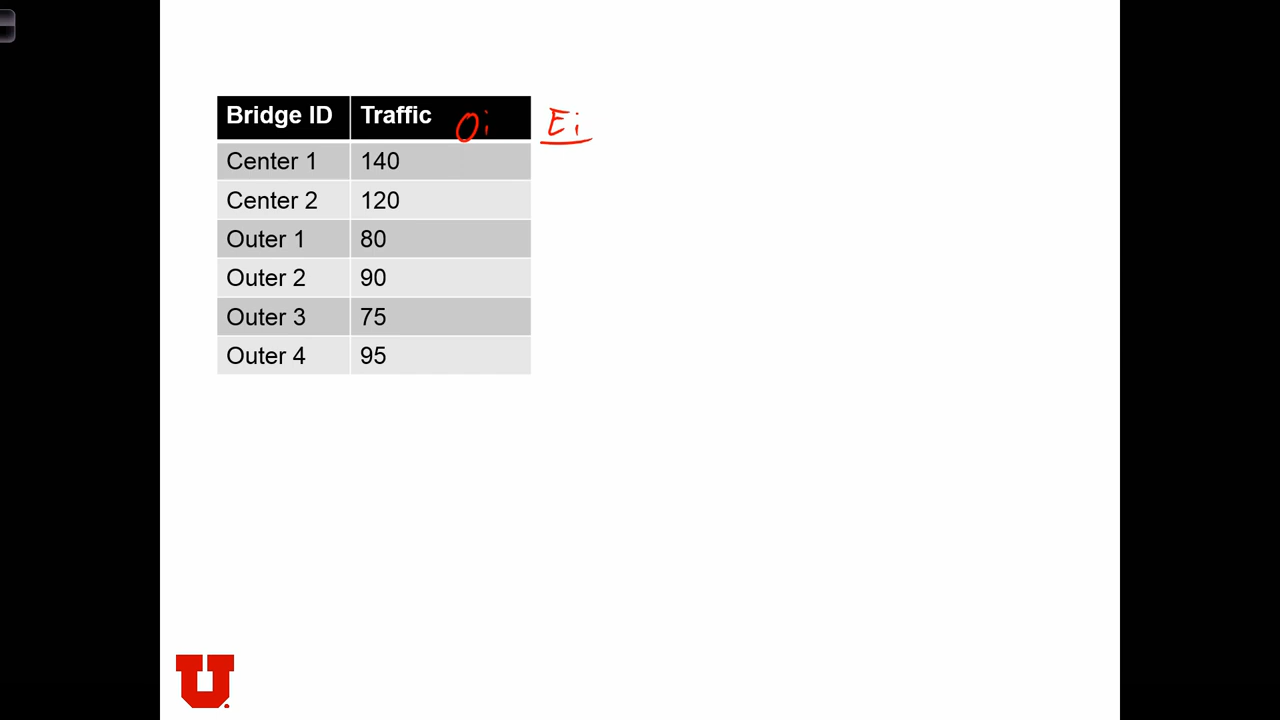 Bridge ID Traffic Oi Ei
Center 1 140
Center 2 120
Outer 1 80
Outer 2 90
Outer 3 75
Outer 4 95
U